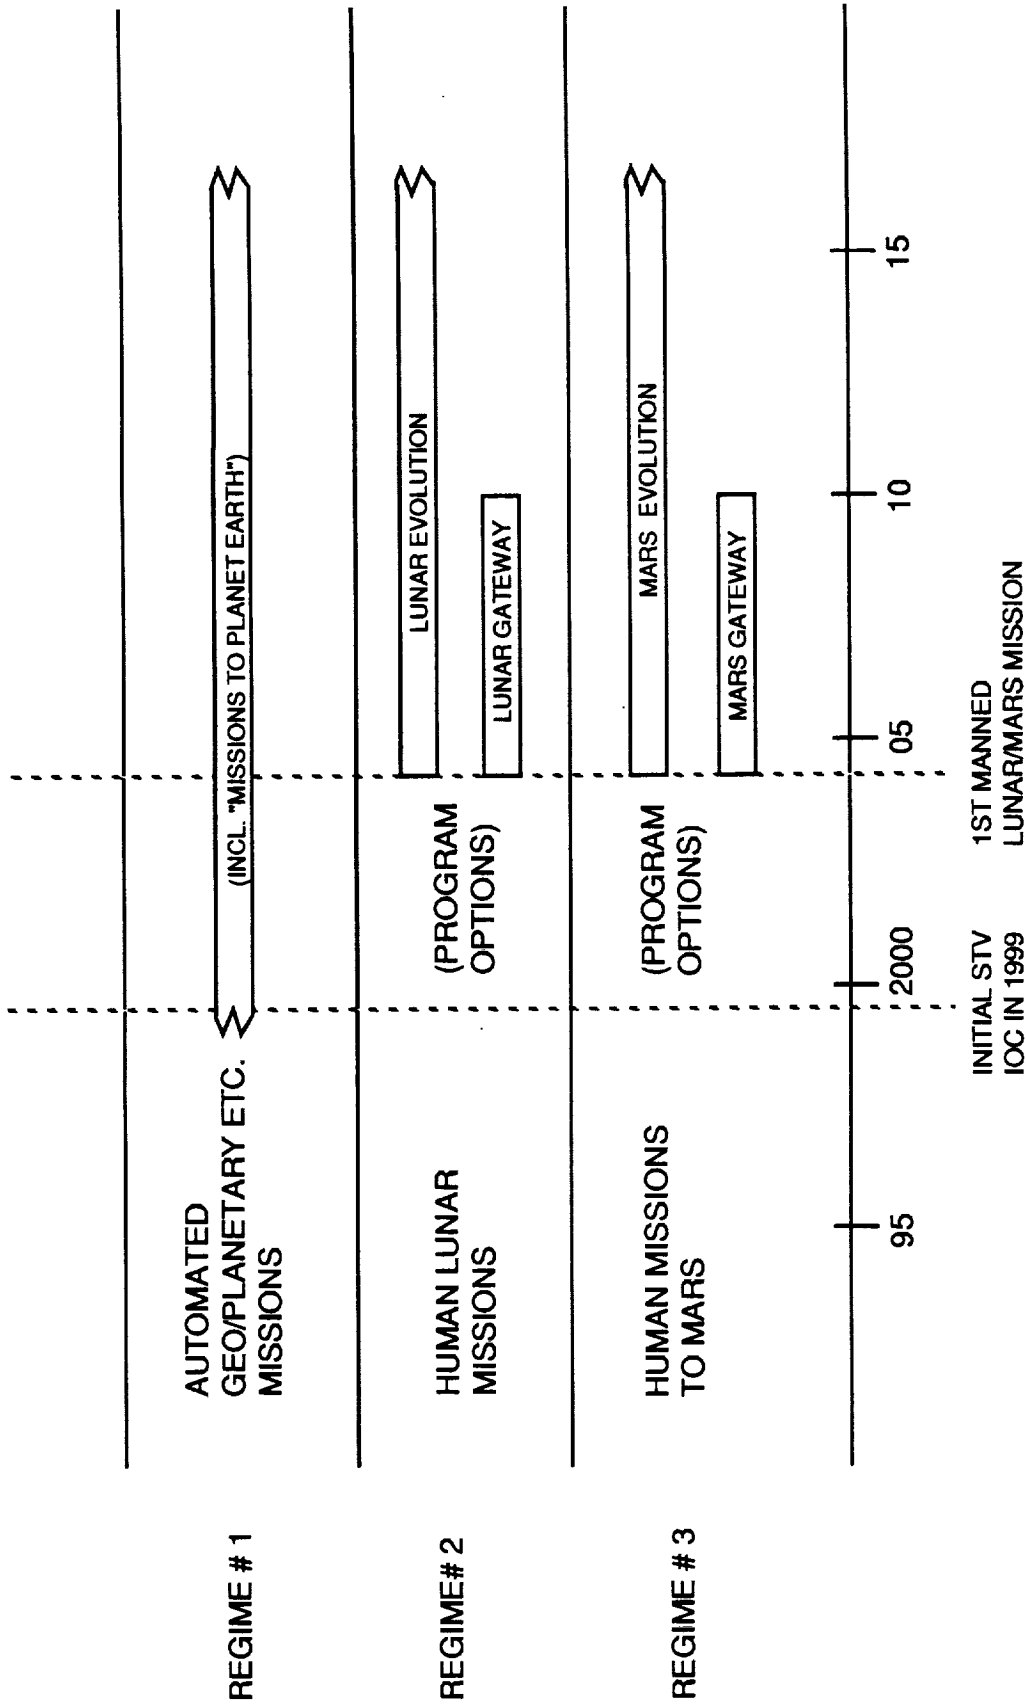 REGIME # 1
AUTOMATED
GEO/PLANETARY ETC.
MISSIONS
(INCL. "MISSIONS TO PLANET EARTH")
REGIME# 2
HUMAN LUNAR
MISSIONS
(PROGRAM
OPTIONS)
LUNAR EVOLUTION
LUNAR GATEWAY
REGIME # 3
HUMAN MISSIONS
TO MARS
(PROGRAM
OPTIONS)
MARS EVOLUTION
MARS GATEWAY
95
2000
05
10
15
INITIAL STV
IOC IN 1999
1ST MANNED
LUNAR/MARS MISSION